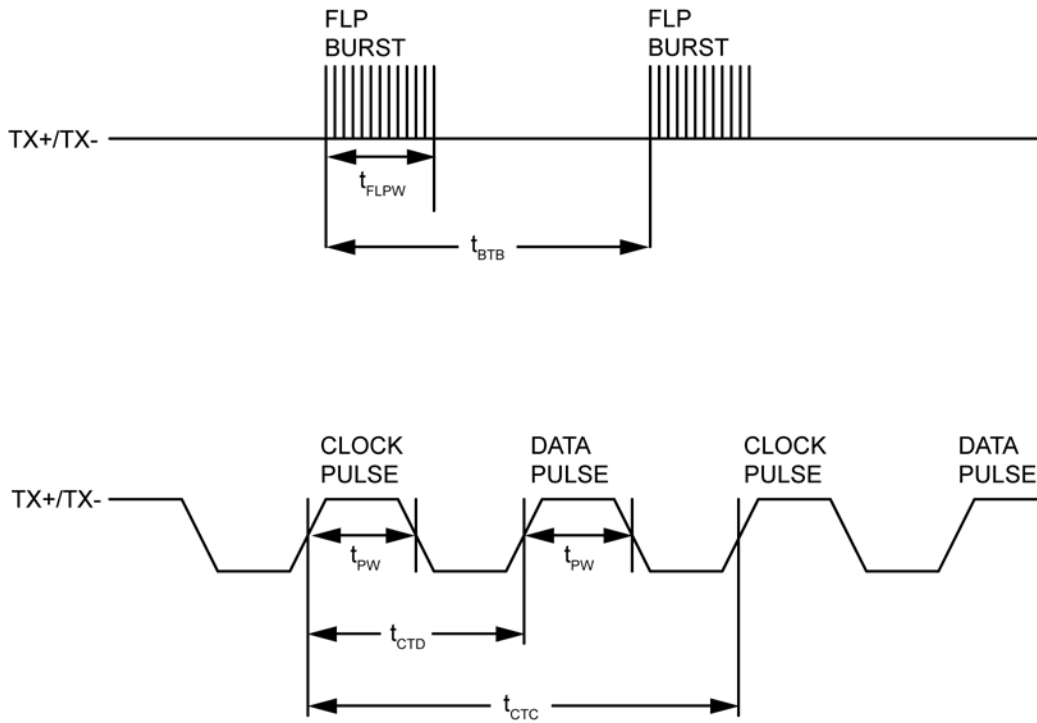 FLP
BURST
FLP
BURST
TX+/TX-
tFLPW
tBTB
CLOCK
PULSE
DATA
PULSE
CLOCK
PULSE
DATA
PULSE
TX+/TX-
tPW
tPW
tCTD
tCTC